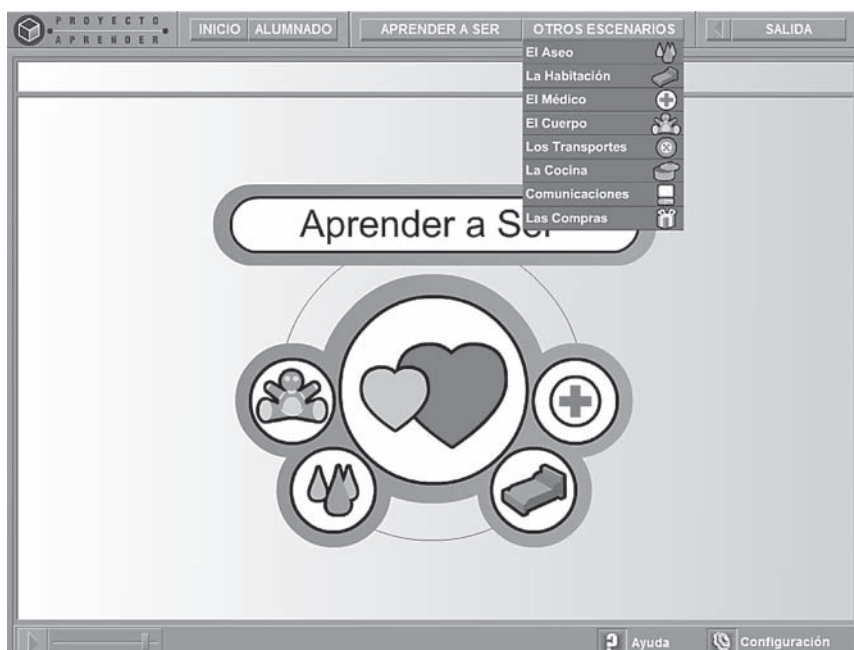 PROYECTO
APRENDER
INICIO ALUMNADO APRENDER A SER OTROS ESCENARIOS SALIDA
El Aseo
La Habitación
El Médico
El Cuerpo
Los Transportes
La Cocina
Comunicaciones
Las Compras
Aprender a Ser
Ayuda Configuración